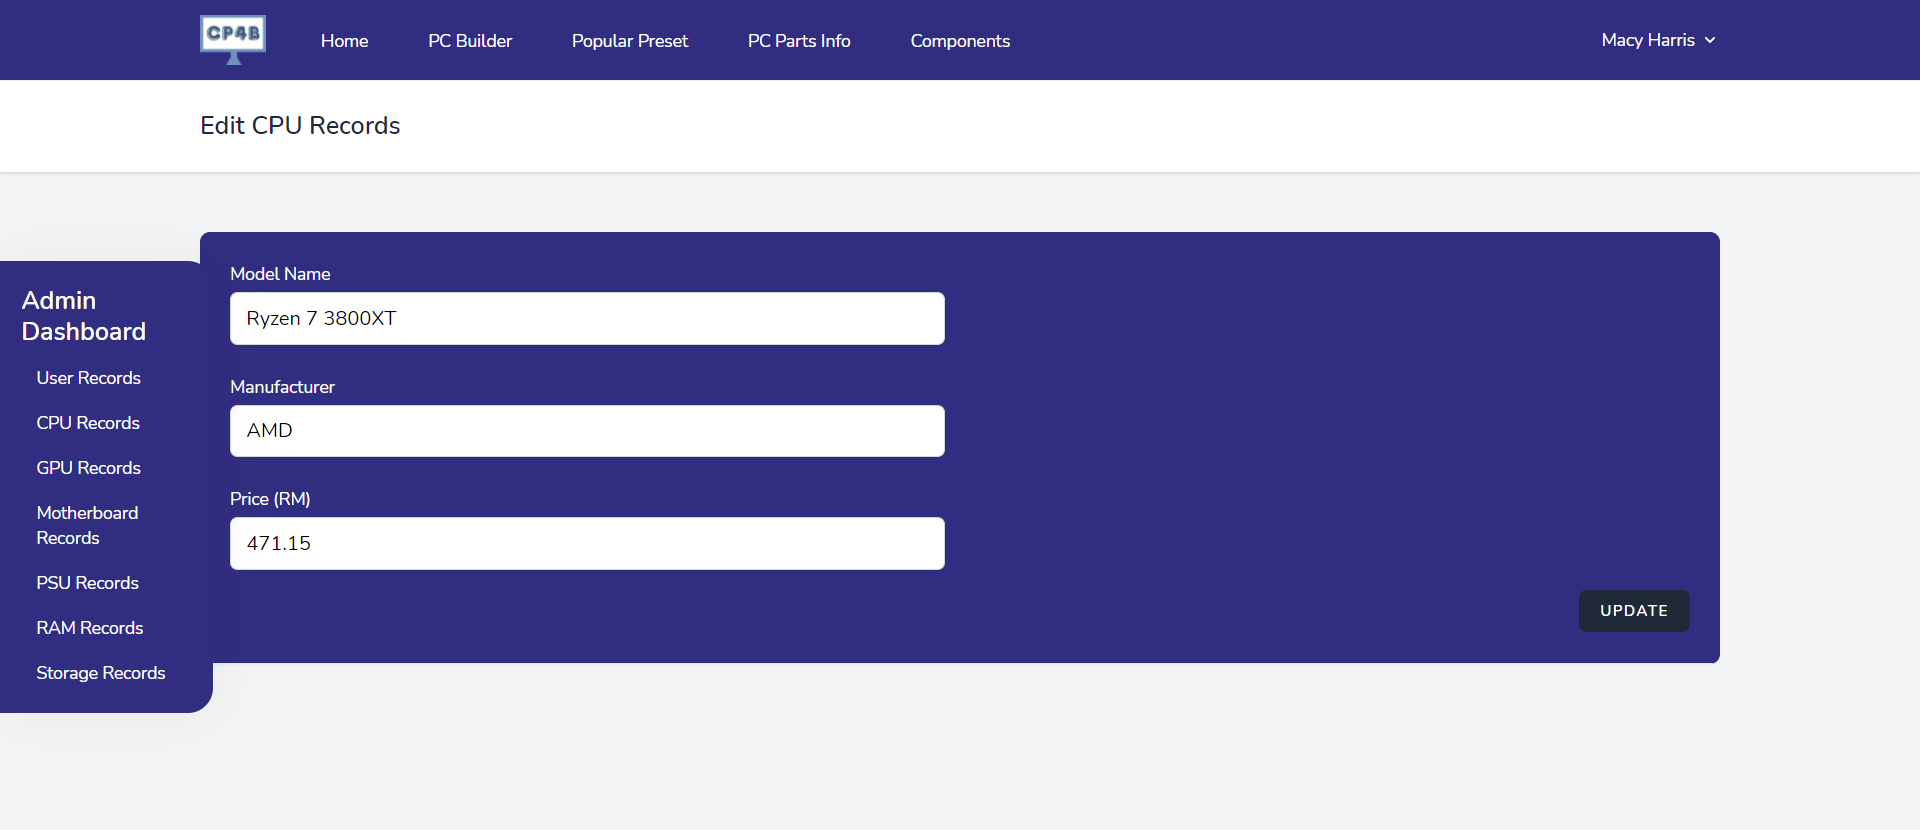 CP4B
Home
PC Builder
Popular Preset
PC Parts Info
Components
Macy Harris
Edit CPU Records
Admin
Dashboard
User Records
CPU Records
GPU Records
Motherboard
Records
PSU Records
RAM Records
Storage Records
Model Name
Ryzen 7 3800XT
Manufacturer
AMD
Price (RM)
471.15
UPDATE